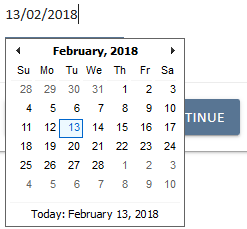 13/02/2018
February, 2018
Su Mo Tu We Th Fr Sa
28 29 30 31 1 2 3
4 5 6 7 8 9 10
11 12 13 14 15 16 17
18 19 20 21 22 23 24
25 26 27 28 1 2 3
4 5 6 7 8 9 10
TINUE
Today: February 13, 2018